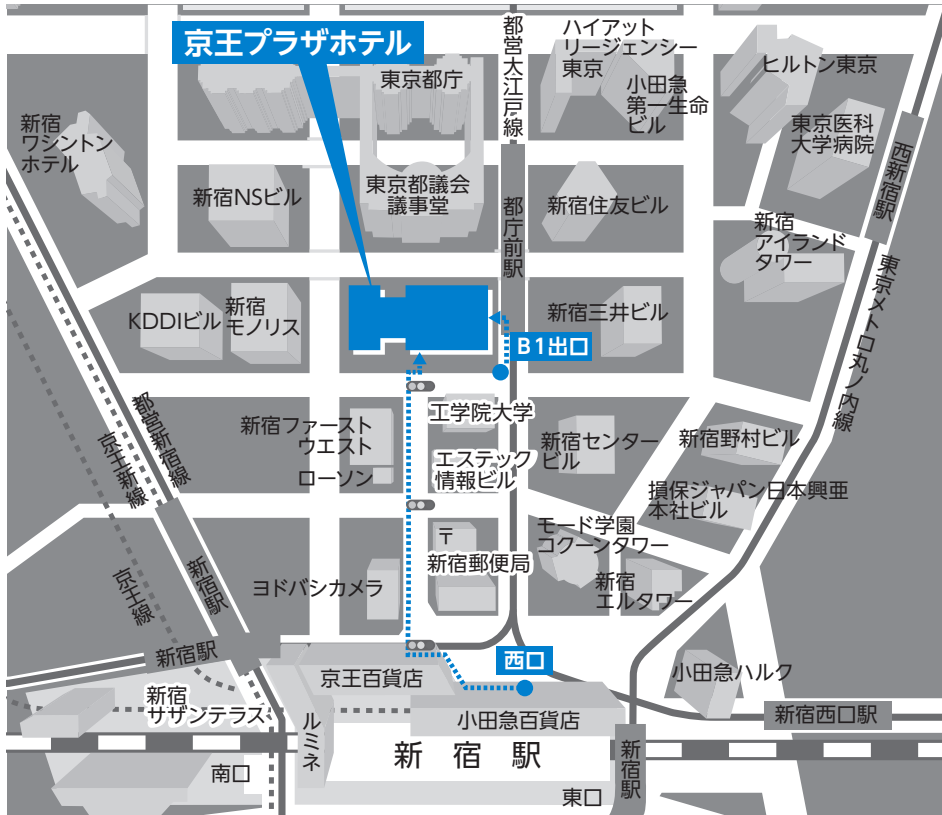 京王プラザホテル
都営大江戸線
ハイアット
リージェンシー
東京
小田急
第一生命
ビル
ヒルトン東京
東京都庁
新宿
ワシントン
ホテル
東京医科
大学病院
西新宿駅
新宿NSビル
東京都議会
議事堂
都庁前駅
新宿住友ビル
新宿
アイランド
タワー
東京メトロ丸ノ内線
KDDIビル
新宿
モノリス
新宿三井ビル
B1出口
都営新宿線
京王新線
新宿ファースト
ウエスト
ローソン
工学院大学
エステック
情報ビル
新宿センター
ビル
新宿野村ビル
損保ジャパン日本興亜
本社ビル
〒
新宿郵便局
モード学園
コクーンタワー
新宿
エルタワー
京王線
新宿駅
ヨドバシカメラ
新宿駅
西口
京王百貨店
小田急ハルク
新宿
サザンテラス
ルミネ
小田急百貨店
新宿西口駅
新宿駅
新宿駅
南口
東口